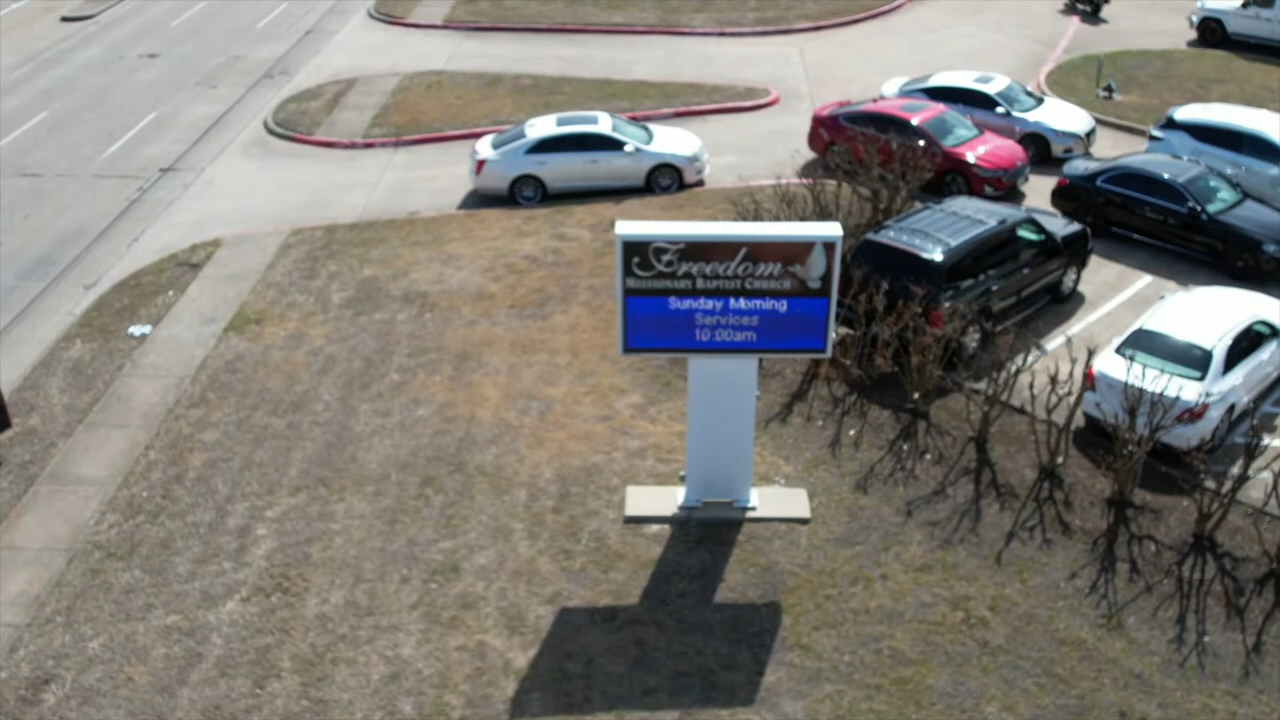 Freedom
Missionary Baptist Church
Sunday Morning
Services
10:00am